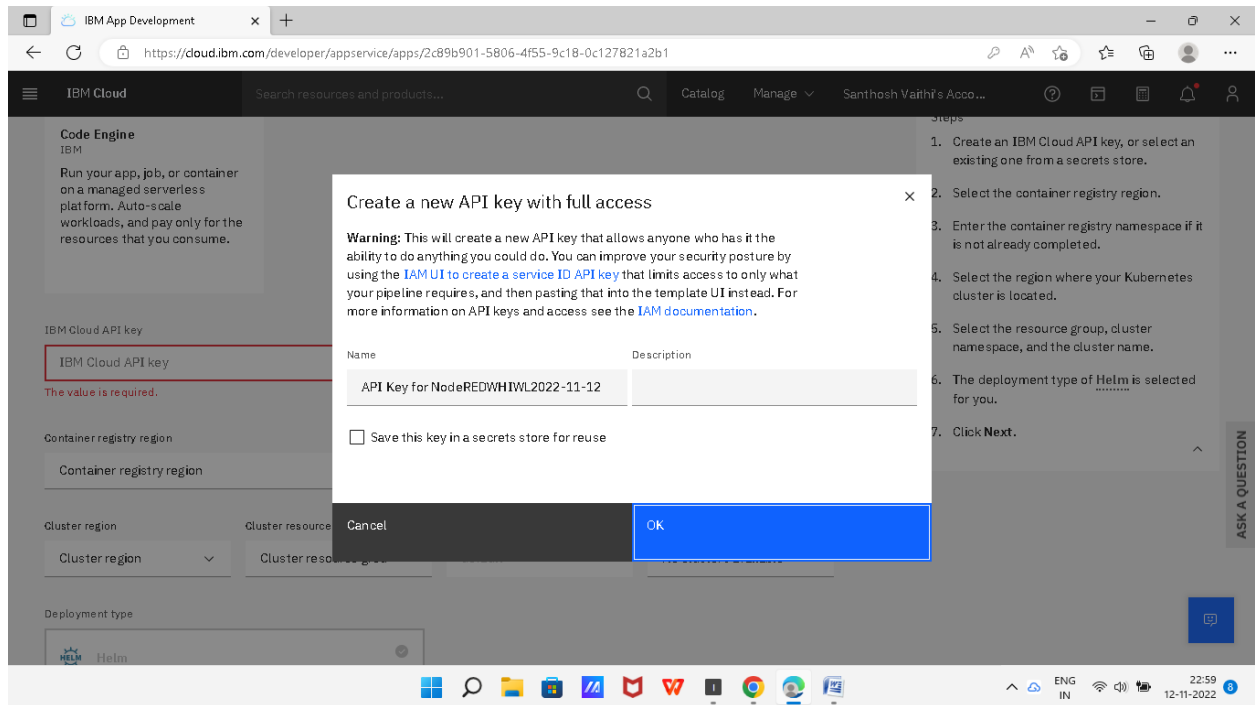 IBM App Development
https://cloud.ibm.com/developer/appservice/apps/2c89b901-5806-4f55-9c18-0c127821a2b1
IBM Cloud
Search resources and products...
Catalog
Manage
Santhosh Vaithi's Acco...
Code Engine
IBM
Run your app, job, or container
on a managed serverless
platform. Auto-scale
workloads, and pay only for the
resources that you consume.
IBM Cloud API key
IBM Cloud API key
The value is required.
Container registry region
Container registry region
Cluster region
Cluster resource
Cluster region
Cluster resou
Deployment type
HELM
Helm
Create a new API key with full access
Warning: This will create a new API key that allows anyone who has it the
ability to do anything you could do. You can improve your security posture by
using the IAM UI to create a service ID API key that limits access to only what
your pipeline requires, and then pasting that into the template UI instead. For
more information on API keys and access see the IAM documentation.
Name
Description
API Key for NodeREDWHIWL2022-11-12
Save this key in a secrets store for reuse
Cancel
OK
Steps
1. Create an IBM Cloud API key, or select an
existing one from a secrets store.
2. Select the container registry region.
3. Enter the container registry namespace if it
is not already completed.
4. Select the region where your Kubernetes
cluster is located.
5. Select the resource group, cluster
namespace, and the cluster name.
6. The deployment type of Helm is selected
for you.
7. Click Next.
ASK A QUESTION
ENG
IN
22:59
12-11-2022
8